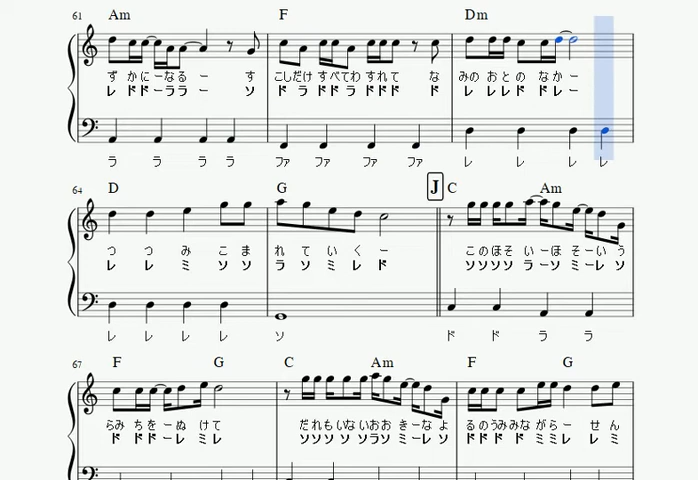 61 Am F Dm
ず かに ーなる ー す こしだけ すべてわ すれて な みの おとの なかー
レ ドド ーララ ー ソ ド ラ ドド ラ ドドド ド レ レド ド ドレー
ラ ラ ラ ラ ファ ファ ファ ファ レ レ レ レ
64 D G J C Am
つ つ み こ ま れ て い く ー このほそ いーほ そーい う
レ レ ミ ソ ソ ラ ソ ミ レ ド ソソソソ ラーソ ミーレ ソ
レ レ レ レ ソ ド ド ラ ラ
67 F G C Am F G
らみ ちを ーぬ けて だれもいないおお きーなよ るのうみみな がらー せん
ド ドドーレ ミレ ソソソソ ソラソ ミーレ ソ ドドド ド レ ミミレ レ ミ